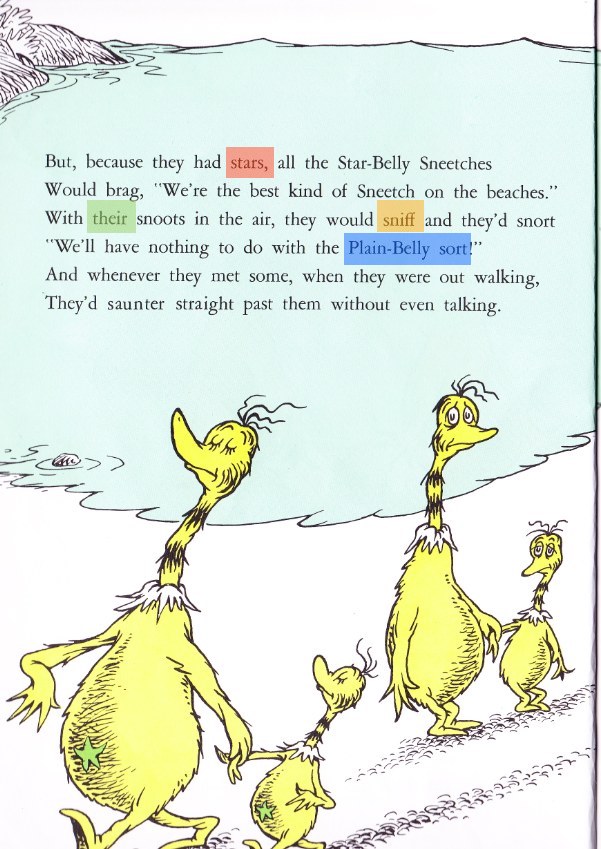 But, because they had stars, all the Star-Belly Sneetches
Would brag, "We're the best kind of Sneetch on the beaches."
With their snoots in the air, they would sniff and they'd snort
"We'll have nothing to do with the Plain-Belly sort!"
And whenever they met some, when they were out walking,
They'd saunter straight past them without even talking.